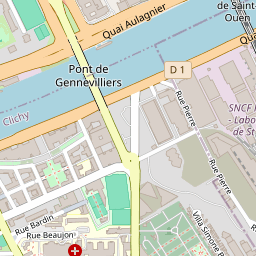 de Saint-
Ouen
Quai Aulagnier
Pont de
Gennevilliers
D 1
Clichy
Rue Pierre
SNCF
- Labo
de St
Rue Pierre
Villa Simone
Rue Bardin
Rue Beaujon